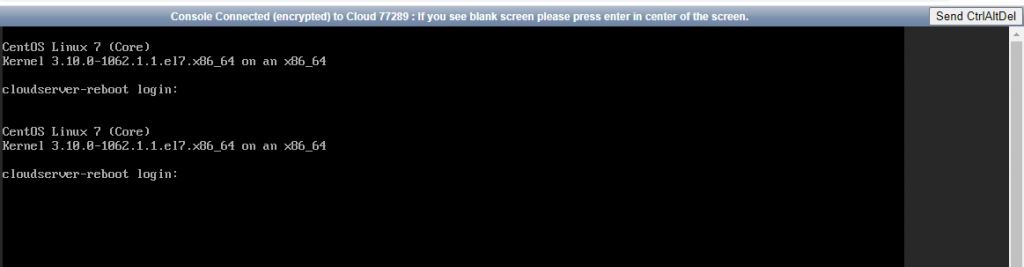 Console Connected (encrypted) to Cloud 77289 : If you see blank screen please press enter in center of the screen.
Send CtrlAltDel
CentOS Linux 7 (Core)
Kernel 3.10.0-1062.1.1.el7.x86_64 on an x86_64
cloudserver-reboot login:
CentOS Linux 7 (Core)
Kernel 3.10.0-1062.1.1.el7.x86_64 on an x86_64
cloudserver-reboot login: